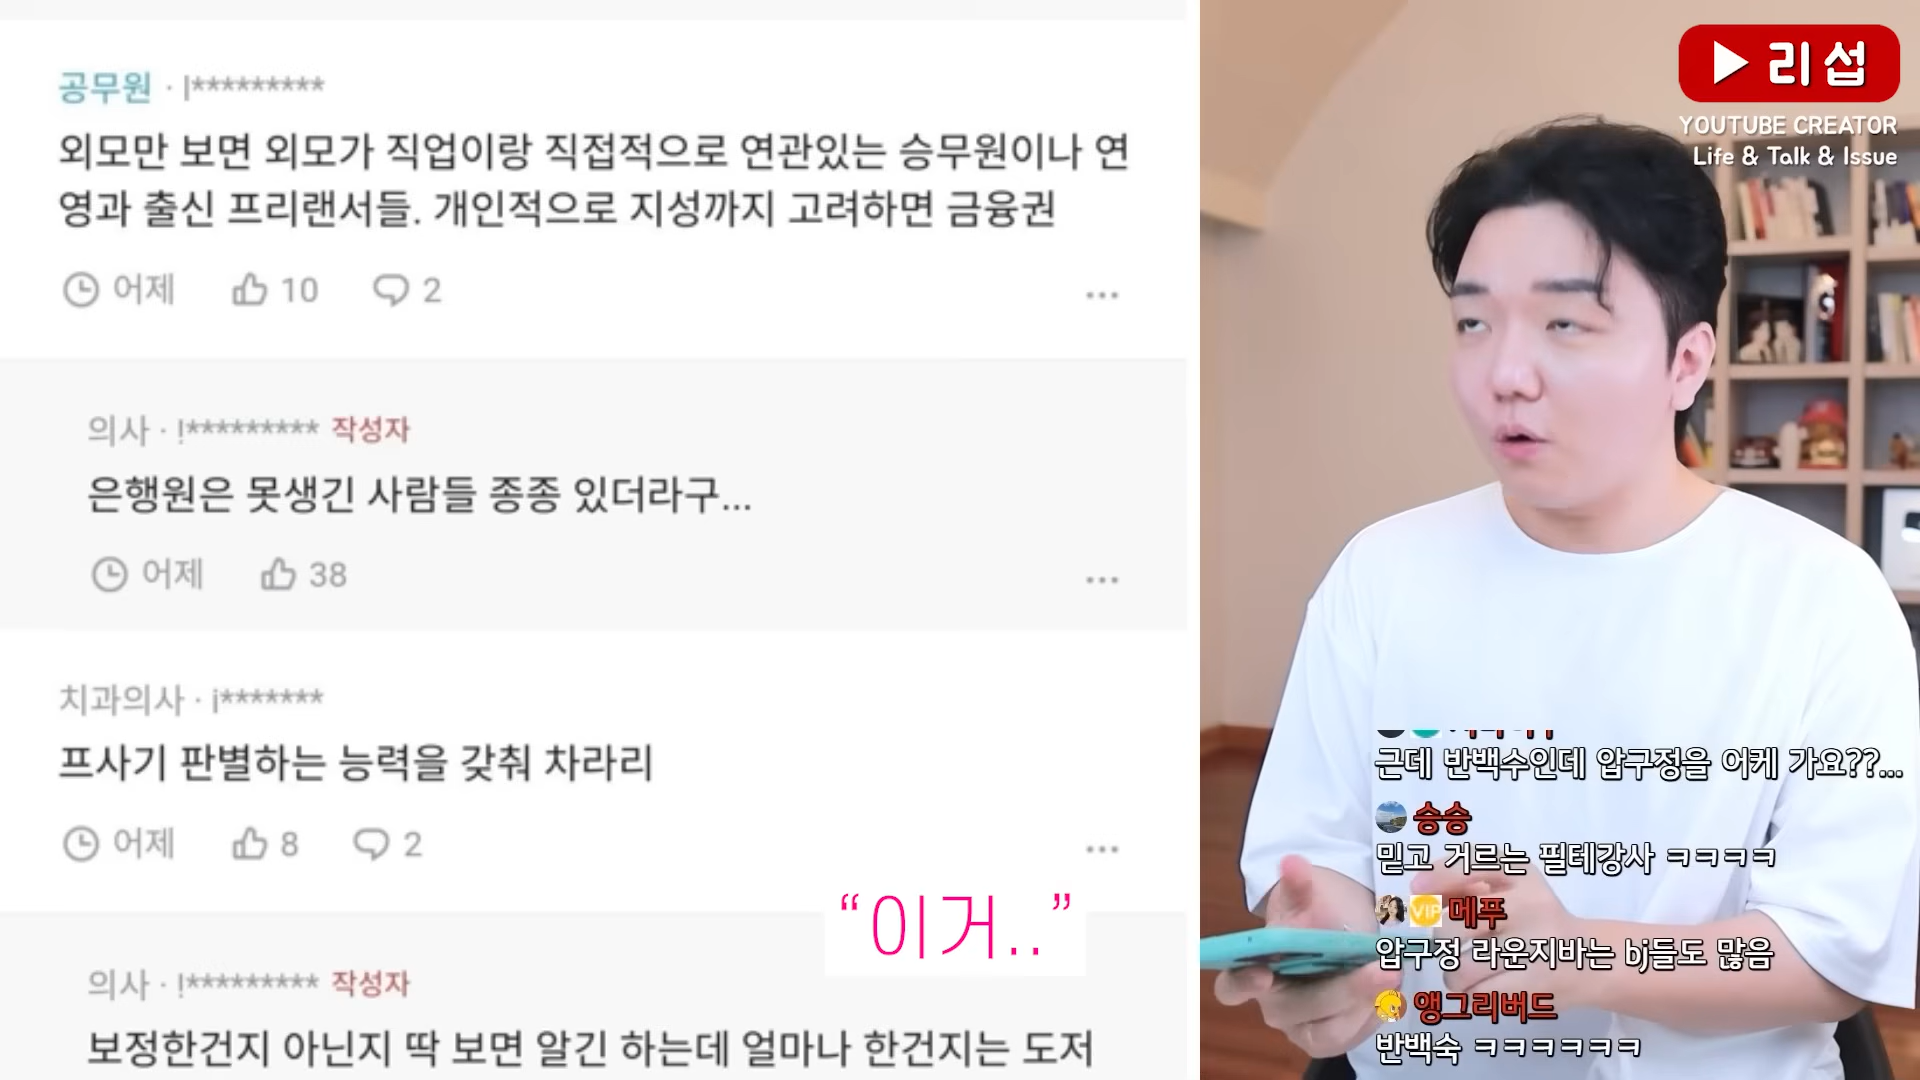 공무원 · l*********
외모만 보면 외모가 직업이랑 직접적으로 연관있는 승무원이나 연
영과 출신 프리랜서들. 개인적으로 지성까지 고려하면 금융권
어제 10 2
의사 · !********* 작성자
은행원은 못생긴 사람들 종종 있더라구...
어제 38
치과의사 · i*******
프사기 판별하는 능력을 갖춰 차라리
어제 8 2
“이거..”
의사 · !********* 작성자
보정한건지 아닌지 딱 보면 알긴 하는데 얼마나 한건지는 도저
리섭
YOUTUBE CREATOR
Life & Talk & Issue
근데 반백수인데 압구정을 어케 가요??...
승승
믿고 거르는 필테강사 ㅋㅋㅋㅋ
VIP 메푸
압구정 라운지바는 bj들도 많음
앵그리버드
반백숙 ㅋㅋㅋㅋㅋㅋ